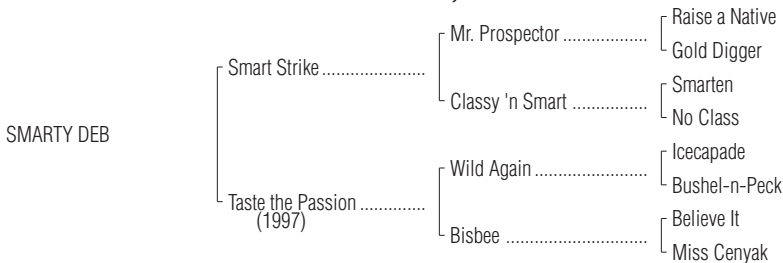 Raise a Native
Mr. Prospector ...................
Gold Digger
Smart Strike .......................
Smarten
Classy 'n Smart .................
No Class
SMARTY DEB
Icecapade
Wild Again .........................
Bushel-n-Peck
Taste the Passion ...............
(1997)
Believe It
Bisbee ................................
Miss Cenyak